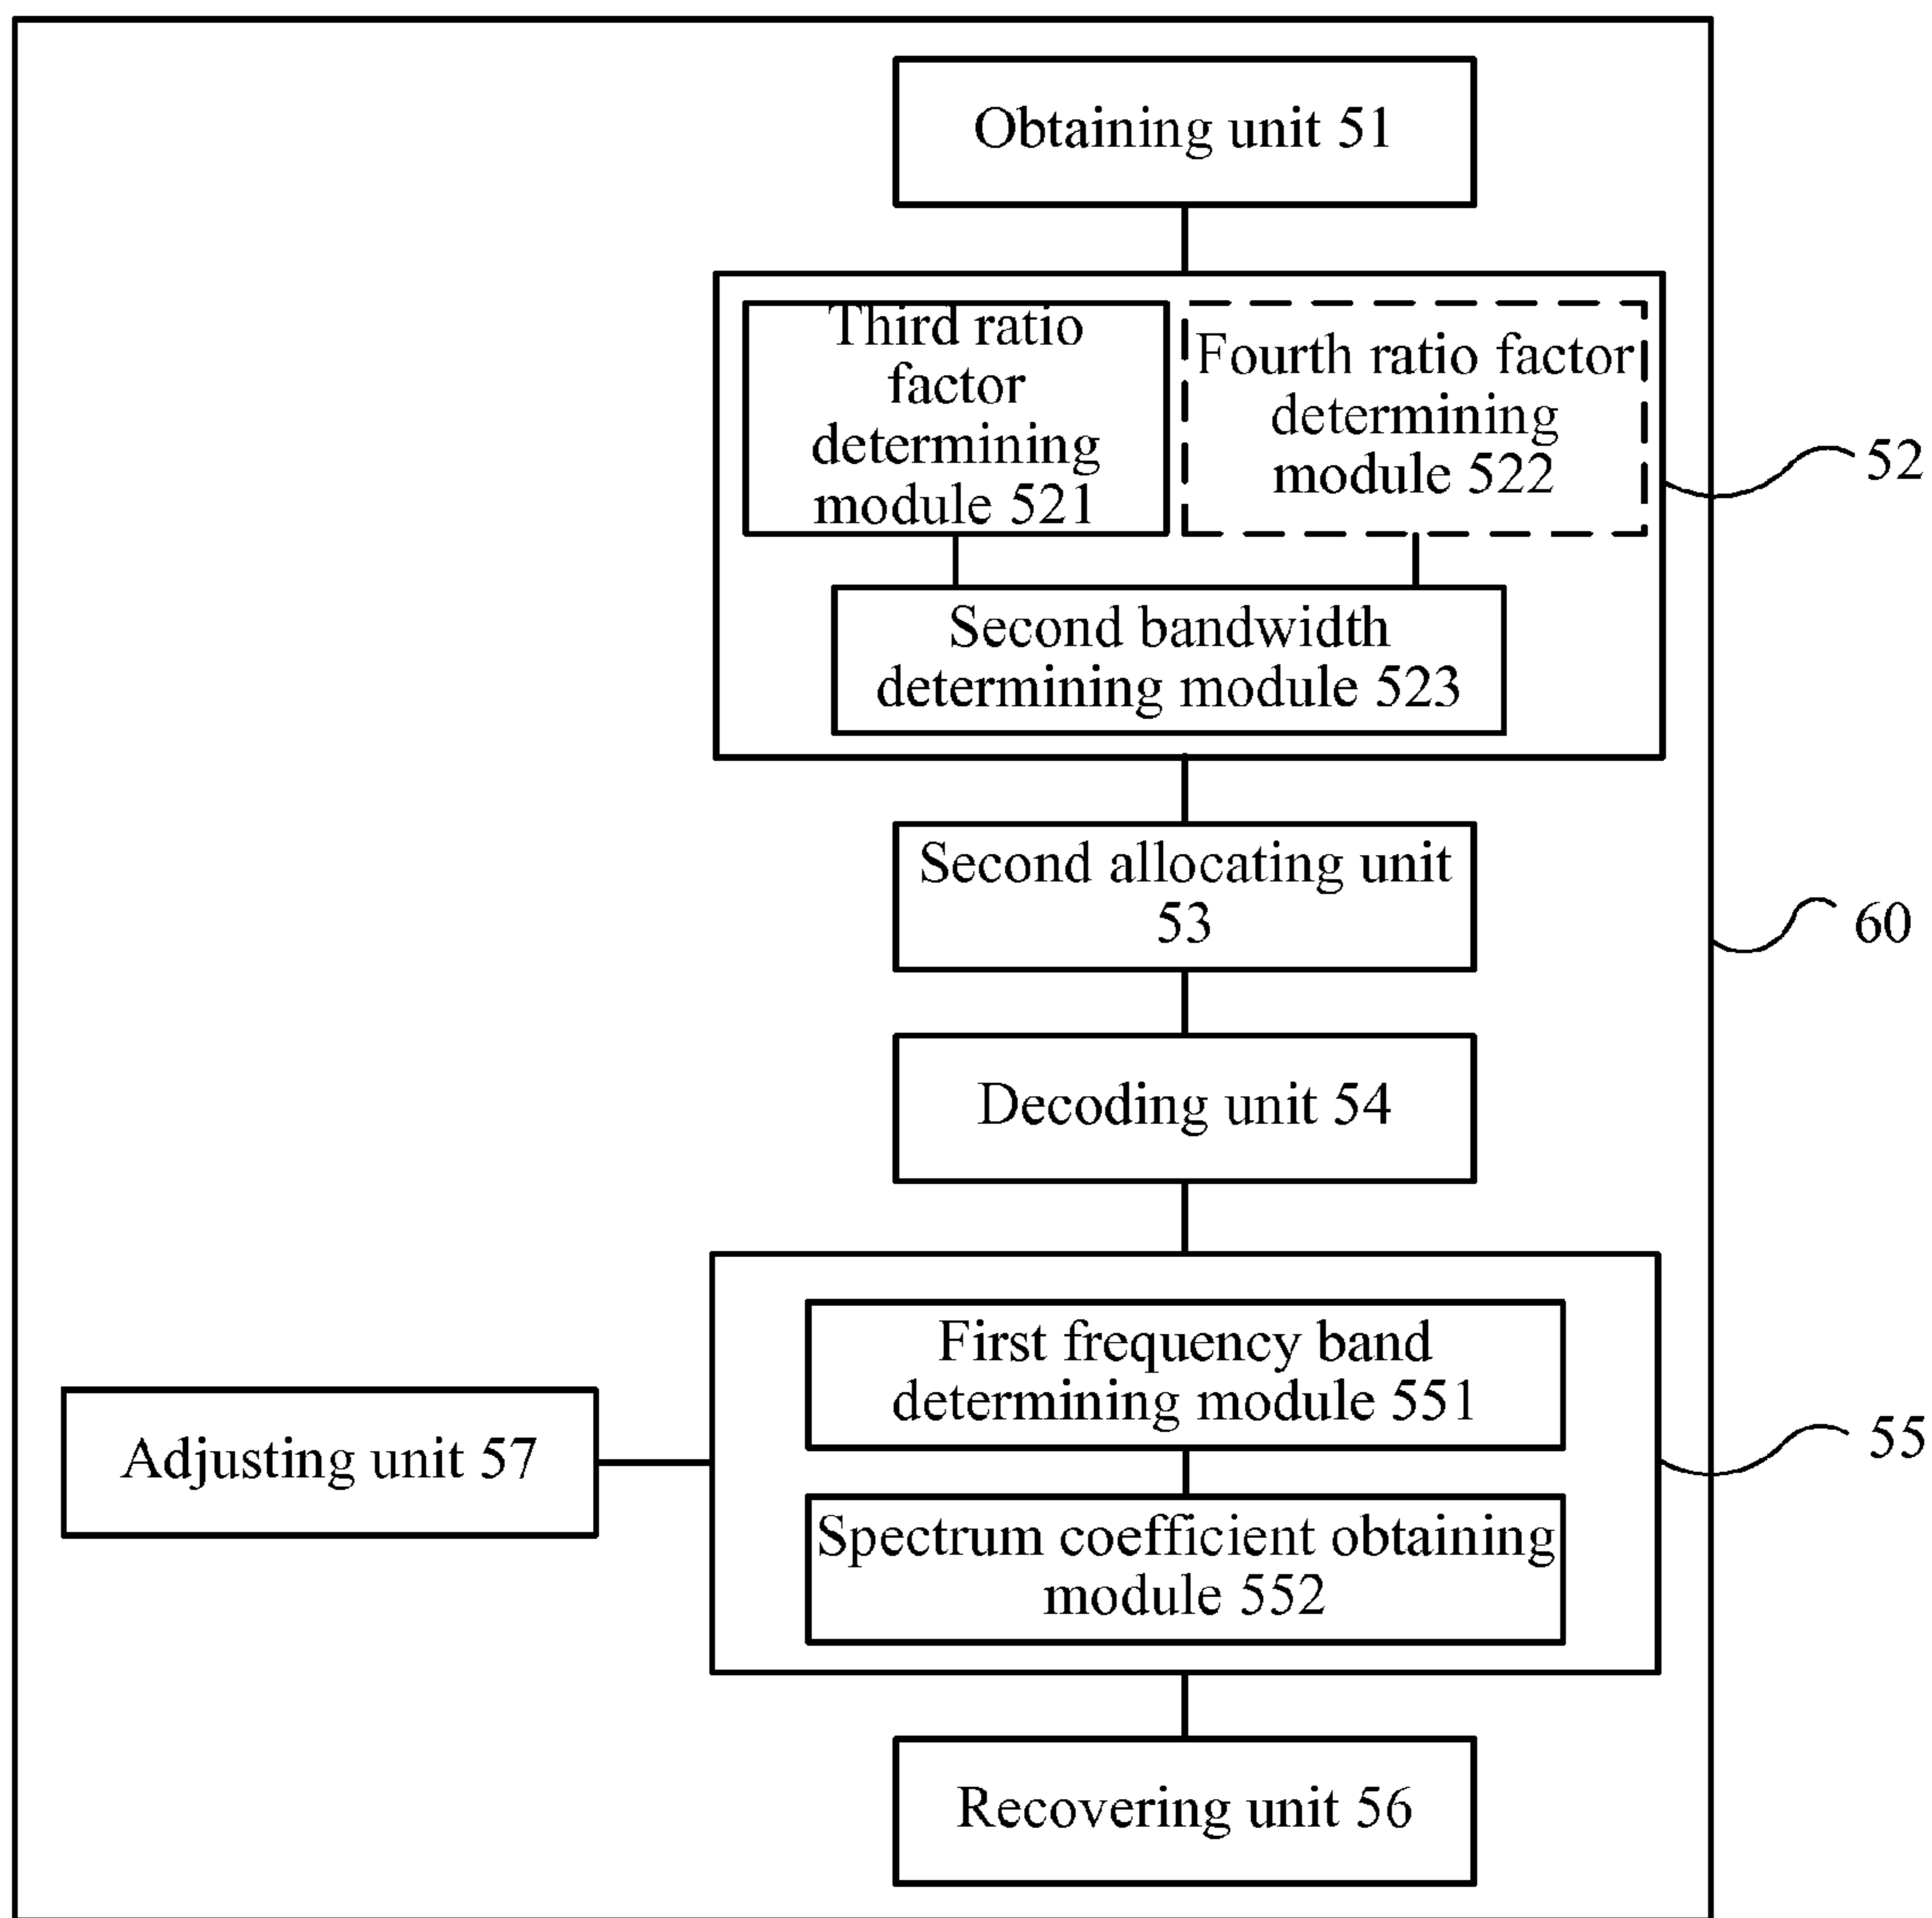 Obtaining unit 51
Third ratio
factor
determining
module 521
Fourth ratio factor
determining
module 522
52
Second bandwidth
determining module 523
Second allocating unit
53
60
Decoding unit 54
First frequency band
determining module 551
55
Adjusting unit 57
Spectrum coefficient obtaining
module 552
Recovering unit 56